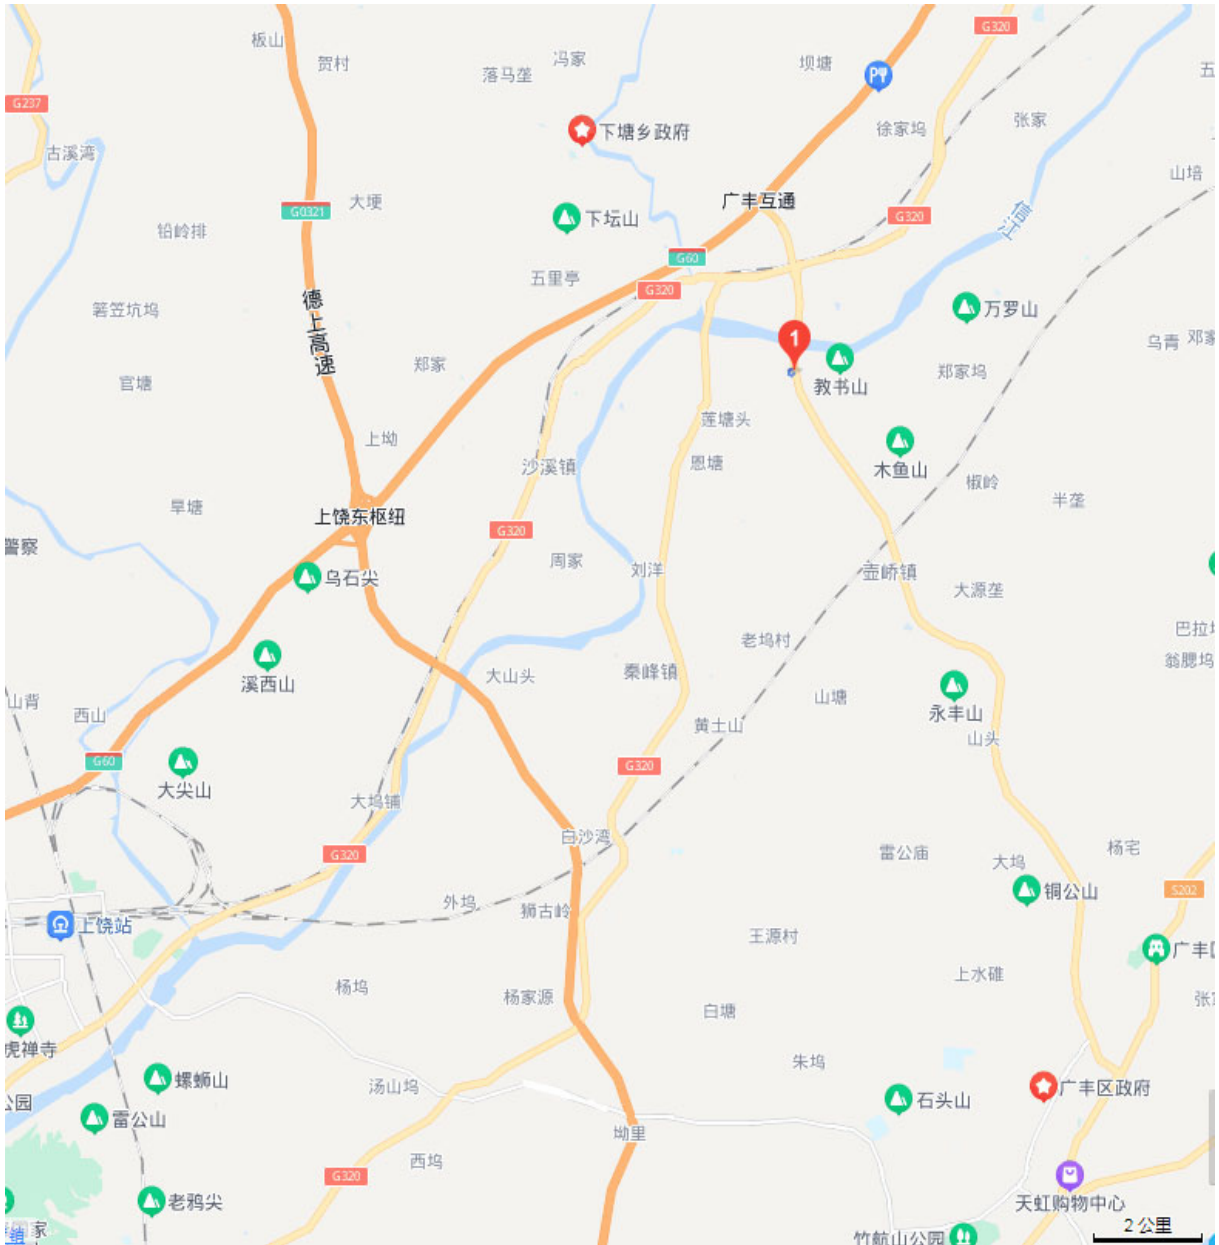 G320
板山
贺村
冯家
落马垄
坝塘
五
G237
张家
徐家坞
下塘乡政府
古溪湾
山培
广丰互通
大埂
G0321
G320
信江
下坛山
铅岭排
G60
五里亭
G320
德上高速
箬笠坑坞
万罗山
1
乌青
邓家
郑家
郑家坞
官塘
教书山
莲塘头
上坳
沙溪镇
恩塘
木鱼山
椒岭
半垄
旱塘
上饶东枢纽
G320
警察
周家
刘洋
壶峤镇
乌石尖
大源垄
巴拉
老坞村
翁腮坞
秦峰镇
大山头
溪西山
山背
山塘
西山
永丰山
黄土山
山头
G60
G320
大尖山
大坞铺
白沙湾
G320
雷公庙
杨宅
大坞
铜公山
S202
外坞
狮古岭
上饶站
王源村
广丰
上水碓
杨坞
杨家源
张
白塘
虎禅寺
朱坞
螺蛳山
汤山坞
广丰区政府
公园
石头山
雷公山
坳里
西坞
G320
老鸦尖
天虹购物中心
2 公里
家
竹航山公园